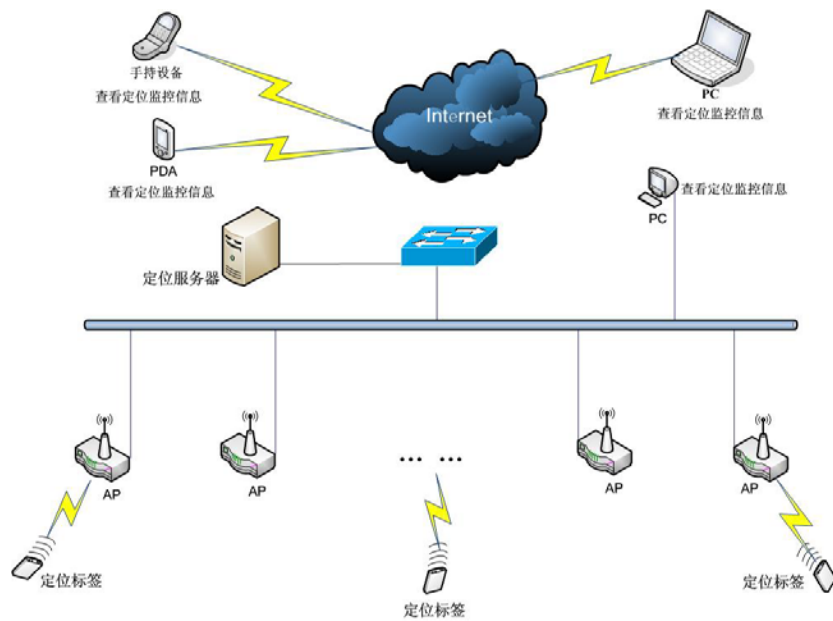 手持设备
查看定位监控信息
Internet
PC
查看定位监控信息
PDA
查看定位监控信息
查看定位监控信息
PC
定位服务器
AP
AP
... ...
AP
AP
定位标签
定位标签
定位标签